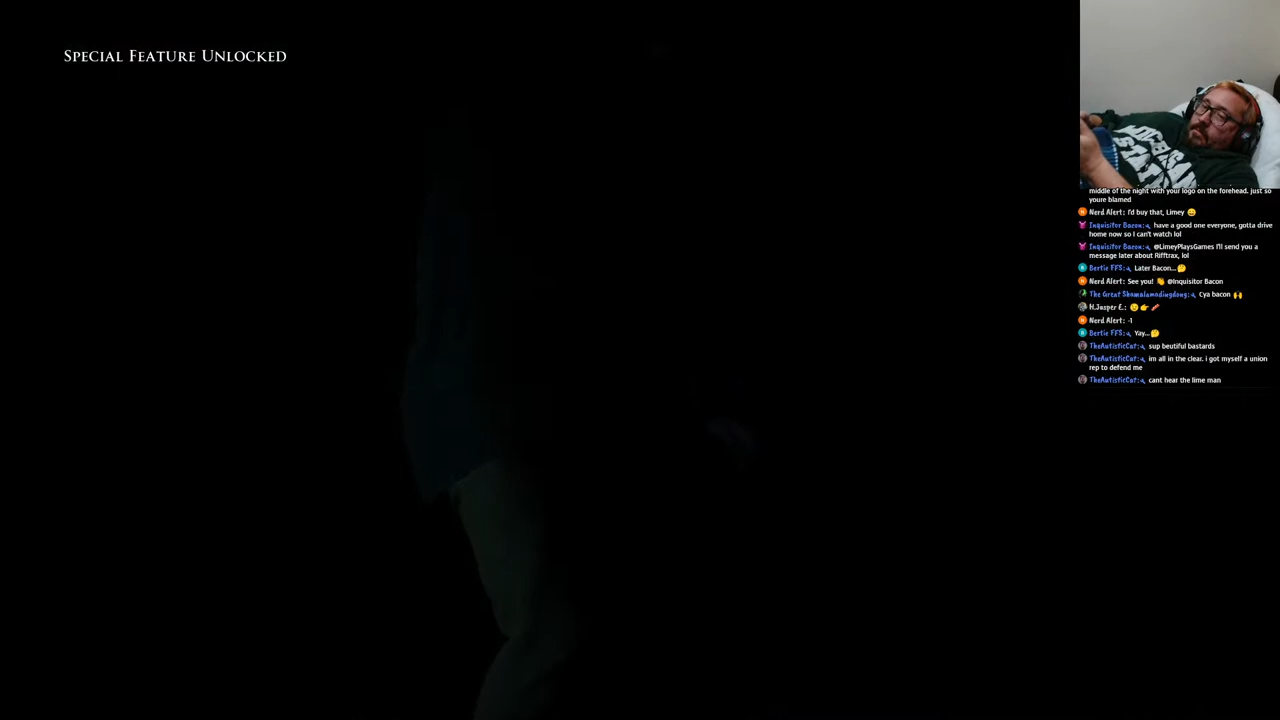 Special Feature Unlocked
middle of the night with your logo on the forehead. just so
youre blamed
Nerd Alert: I'd buy that, Limey 😄
Inquisitor Bacon: have a good one everyone, gotta drive
home now so I can't watch lol
Inquisitor Bacon: @LimeyPlaysGames I'll send you a
message later about Rifftrax, lol
Bertie FFS: Later Bacon...🤔
Nerd Alert: See you! 👋 @Inquisitor Bacon
The Great Shamalamadingdong: Cya bacon 🙌
H.Jasper E.: 😗 👉 🥓
Nerd Alert: -1
Bertie FFS: Yay...🤔
TheAutisticCat: sup beutiful bastards
TheAutisticCat: im all in the clear. i got myself a union
rep to defend me
TheAutisticCat: cant hear the lime man